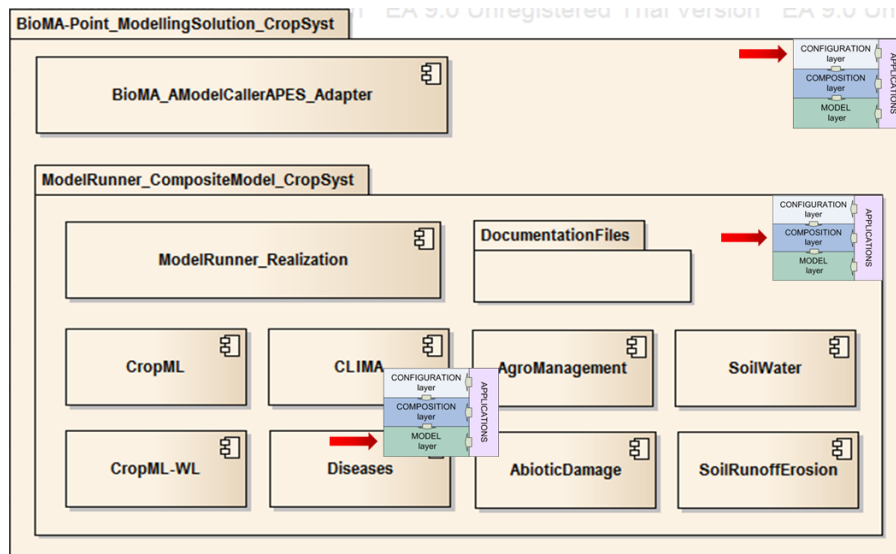 EA 9.0 Unregistered Trial Version EA 9.0 Un
BioMA-Point_ModellingSolution_CropSyst
CONFIGURATION
layer
COMPOSITION
layer
MODEL
layer
APPLICATIONS
BioMA_AModelCallerAPES_Adapter
ModelRunner_CompositeModel_CropSyst
CONFIGURATION
layer
COMPOSITION
layer
MODEL
layer
APPLICATIONS
ModelRunner_Realization
DocumentationFiles
CropML
CLIMA
AgroManagement
SoilWater
CONFIGURATION
layer
COMPOSITION
layer
MODEL
layer
APPLICATIONS
CropML-WL
Diseases
AbioticDamage
SoilRunoffErosion